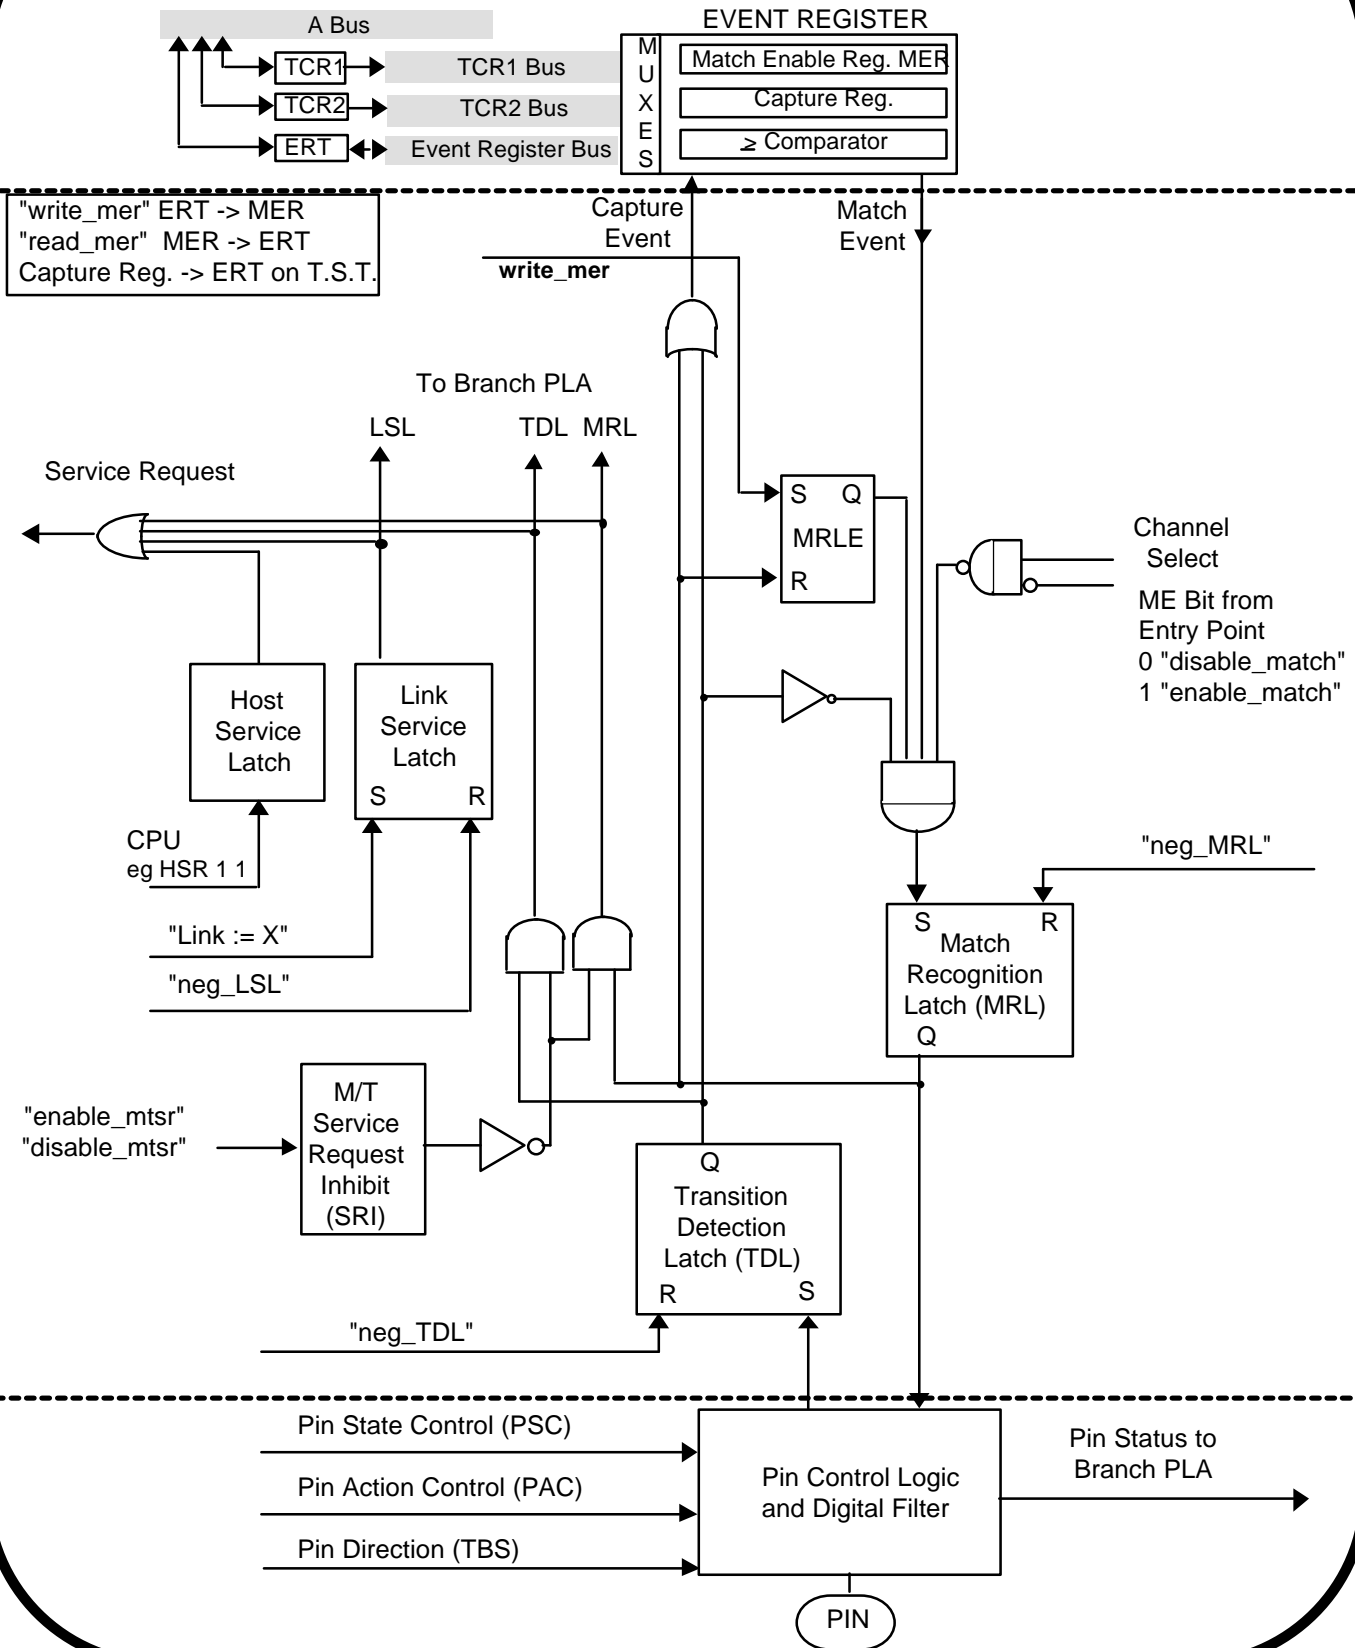 EVENT REGISTER
A Bus
TCR1
TCR1 Bus
TCR2
TCR2 Bus
ERT
Event Register Bus
M
U
X
E
S
Match Enable Reg. MER
Capture Reg.
≥ Comparator
"write_mer" ERT -> MER
"read_mer" MER -> ERT
Capture Reg. -> ERT on T.S.T.
Capture
Event
Match
Event
write_mer
To Branch PLA
LSL
TDL
MRL
Service Request
S Q
MRLE
R
Channel
Select
ME Bit from
Entry Point
0 "disable_match"
1 "enable_match"
Host
Service
Latch
Link
Service
Latch
S R
CPU
eg HSR 1 1
"Link := X"
"neg_LSL"
"neg_MRL"
S R
Match
Recognition
Latch (MRL)
Q
"enable_mtsr"
"disable_mtsr"
M/T
Service
Request
Inhibit
(SRI)
Q
Transition
Detection
Latch (TDL)
R S
"neg_TDL"
Pin State Control (PSC)
Pin Action Control (PAC)
Pin Direction (TBS)
Pin Control Logic
and Digital Filter
Pin Status to
Branch PLA
PIN